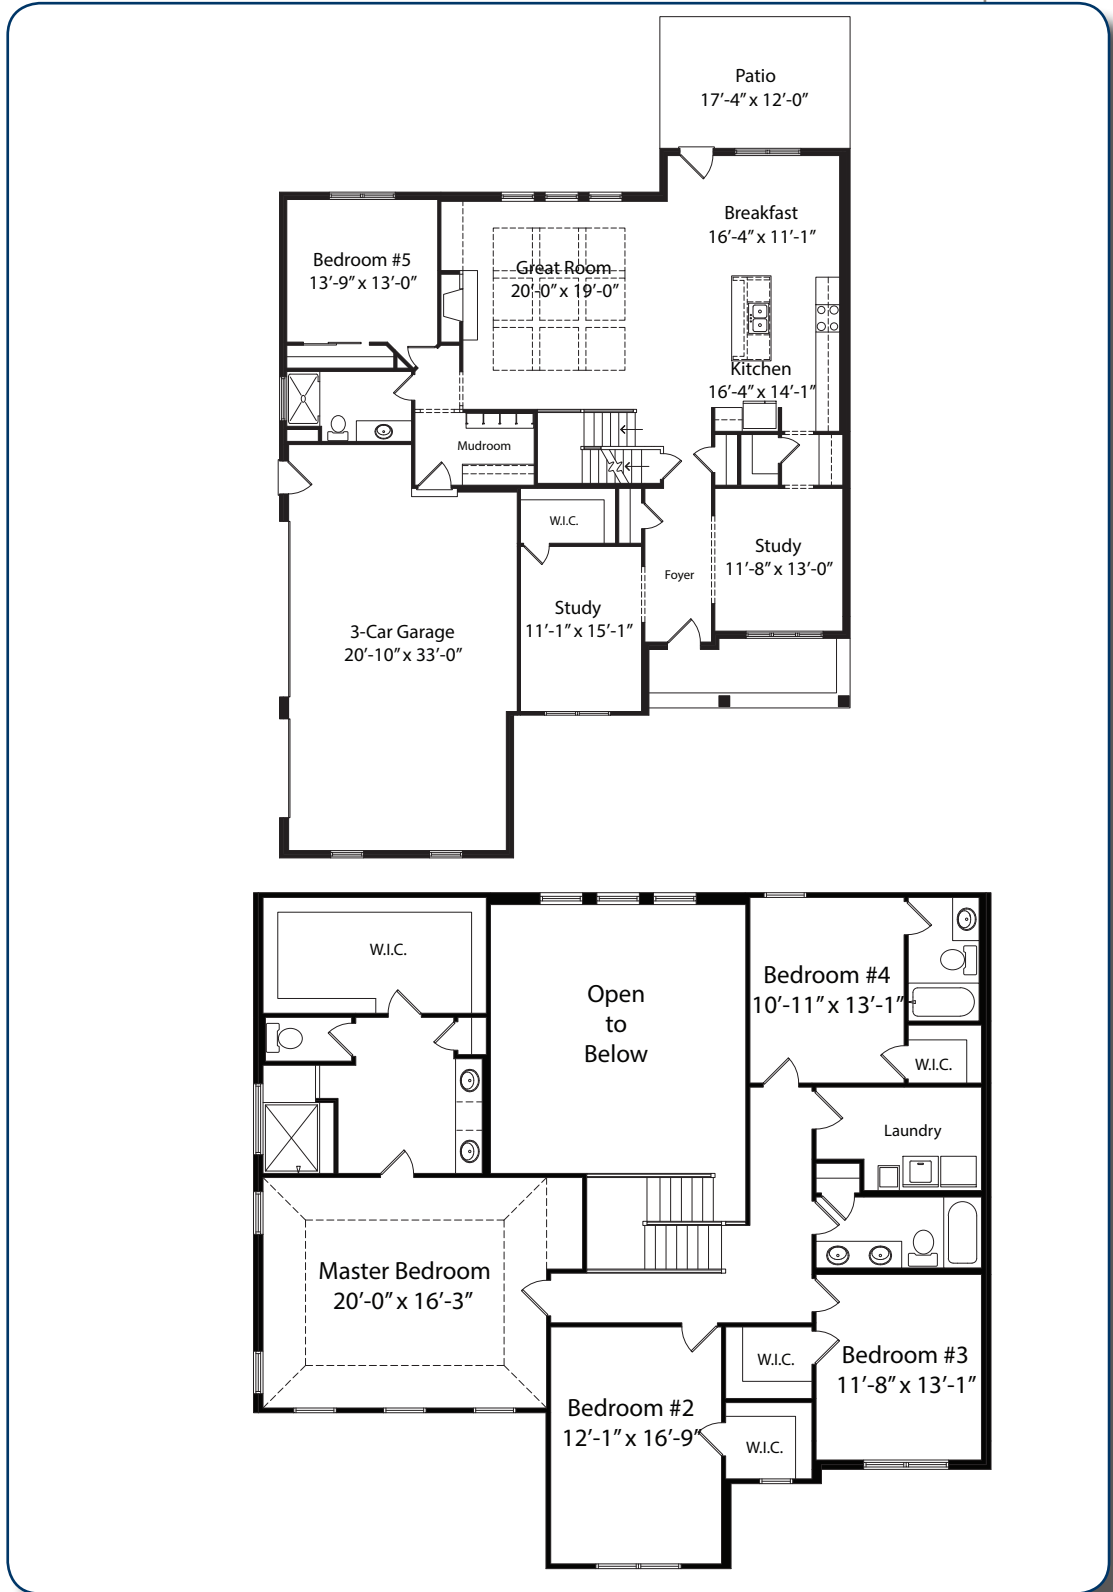 Patio
17’-4” x 12’-0”
Breakfast
16’-4” x 11’-1”
Bedroom #5
13’-9” x 13’-0”
Great Room
20’-0” x 19’-0”
Kitchen
16’-4” x 14’-1”
Mudroom
W.I.C.
Study
11’-8” x 13’-0”
Foyer
Study
11’-1” x 15’-1”
3-Car Garage
20’-10” x 33’-0”
W.I.C.
Open
to
Below
Bedroom #4
10’-11” x 13’-1”
W.I.C.
Laundry
Master Bedroom
20’-0” x 16’-3”
W.I.C.
Bedroom #3
11’-8” x 13’-1”
Bedroom #2
12’-1” x 16’-9”
W.I.C.